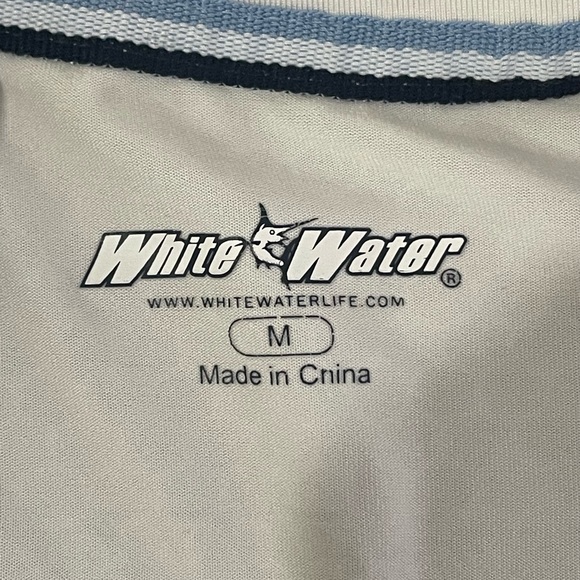 White Water®
WWW.WHITEWATERLIFE.COM
M
Made in China